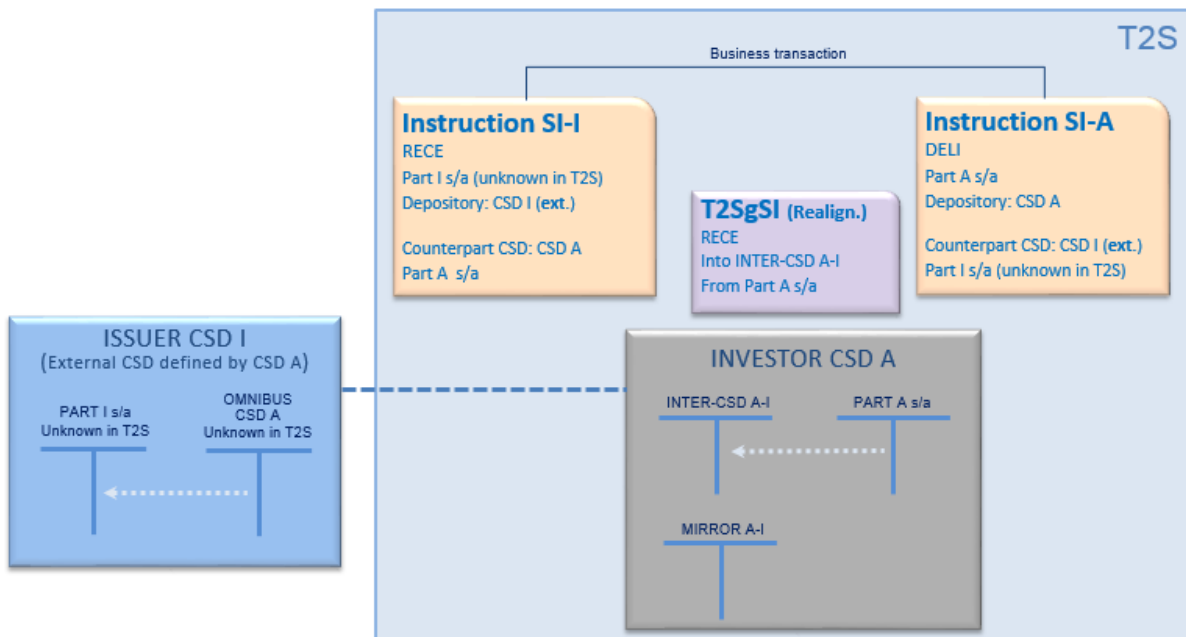 T2S
Business transaction
Instruction SI-I
RECE
Part I s/a (unknown in T2S)
Depository: CSD I (ext.)
Counterpart CSD: CSD A
Part A s/a
T2SgSI (Realign.)
RECE
Into INTER-CSD A-I
From Part A s/a
Instruction SI-A
DELI
Part A s/a
Depository: CSD A
Counterpart CSD: CSD I (ext.)
Part I s/a (unknown in T2S)
ISSUER CSD I
(External CSD defined by CSD A)
PART I s/a
Unknown in T2S
OMNIBUS
CSD A
Unknown in T2S
INVESTOR CSD A
INTER-CSD A-I
PART A s/a
MIRROR A-I